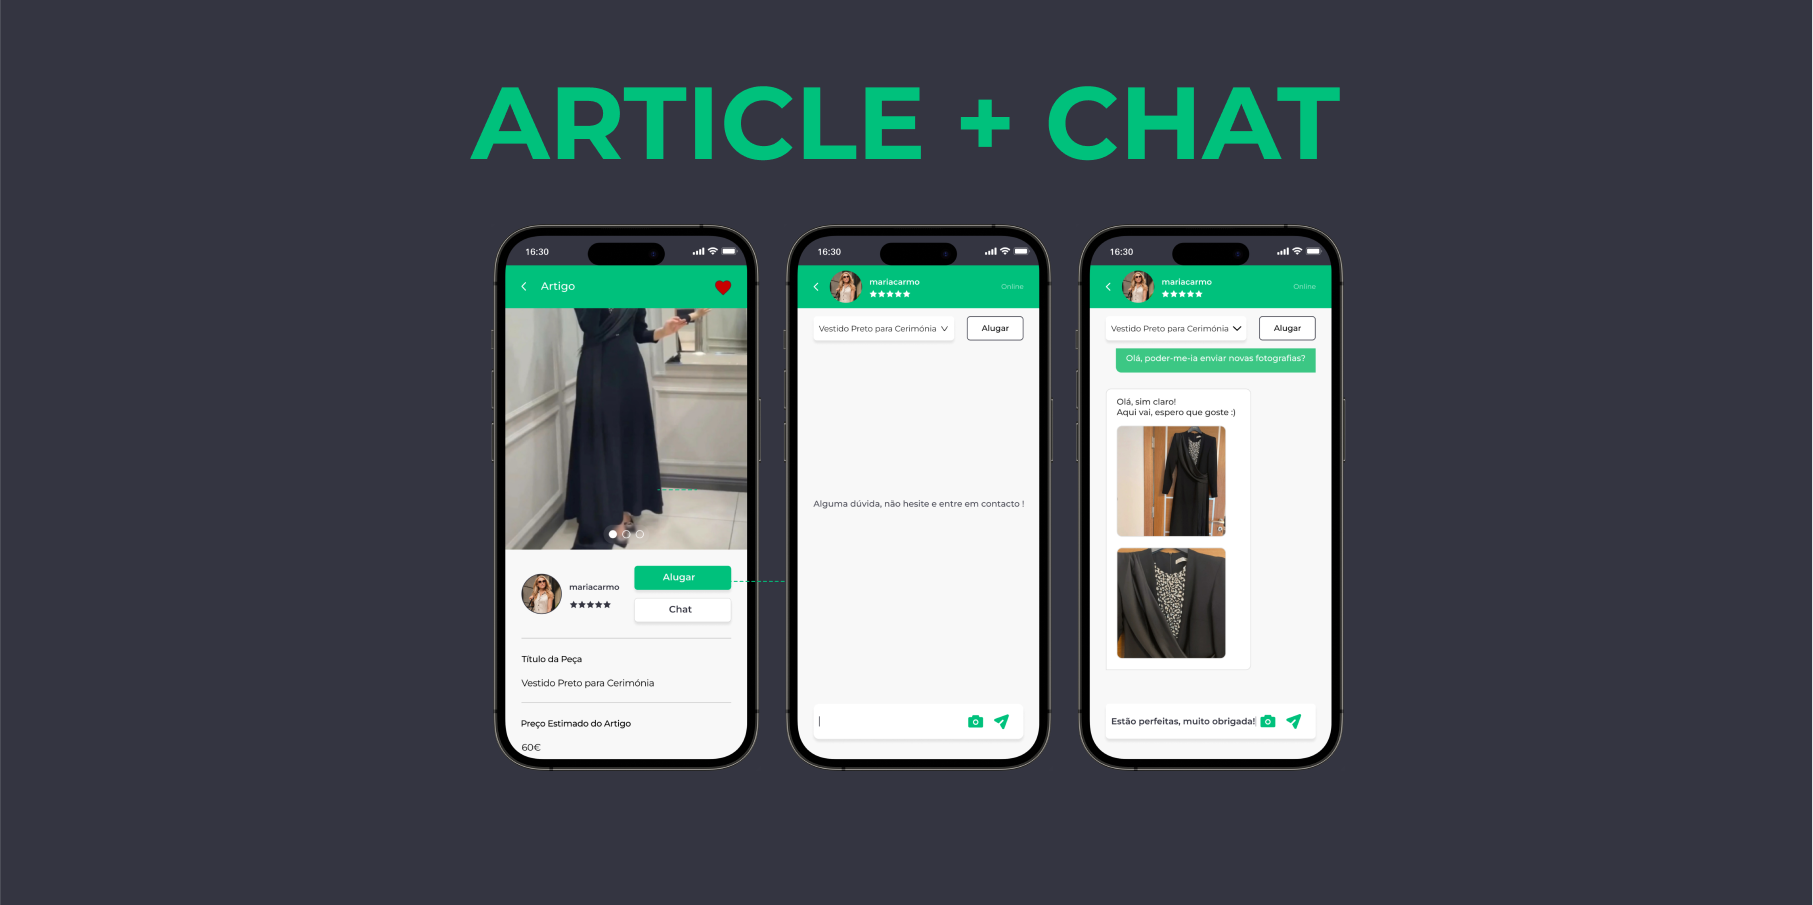 ARTICLE + CHAT
16:30
Artigo
mariacarmo
Alugar
Chat
Título da Peça
Vestido Preto para Cerimónia
Preço Estimado do Artigo
60€
16:30
mariacarmo
Online
Vestido Preto para Cerimónia
Alugar
Alguma dúvida, não hesite e entre em contacto !
16:30
mariacarmo
Online
Vestido Preto para Cerimónia
Alugar
Olá, poder-me-ia enviar novas fotografias?
Olá, sim claro!
Aqui vai, espero que goste :)
Estão perfeitas, muito obrigada!